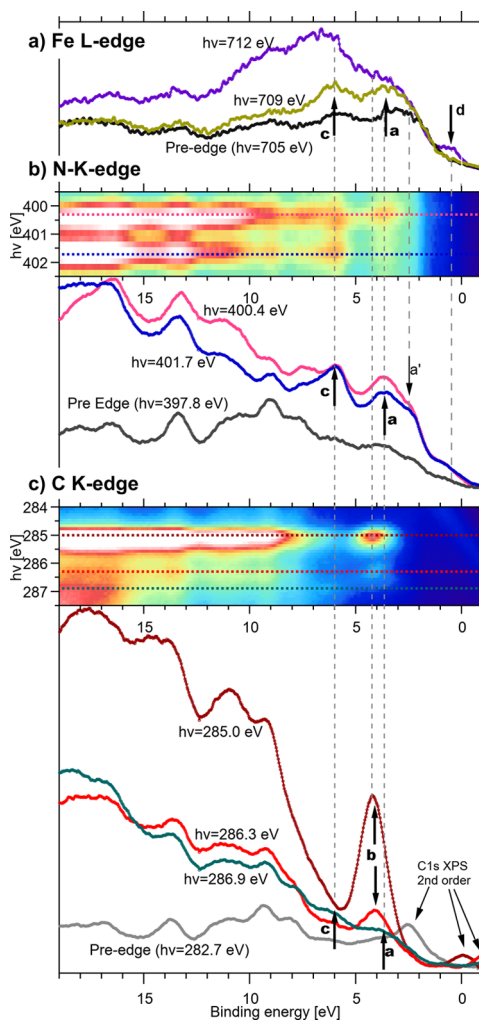 a) Fe L-edge
hv=712 eV
hv=709 eV
d
c
a
Pre-edge (hv=705 eV)
b) N-K-edge
hv [eV]
400
401
402
15
10
5
0
hv=400.4 eV
hv=401.7 eV
a'
Pre Edge (hv=397.8 eV)
c
a
c) C K-edge
hv [eV]
284
285
286
287
15
10
5
0
hv=285.0 eV
hv=286.3 eV
hv=286.9 eV
b
C1s XPS
2nd order
c
a
Pre-edge (hv=282.7 eV)
15
10
5
0
Binding energy [eV]